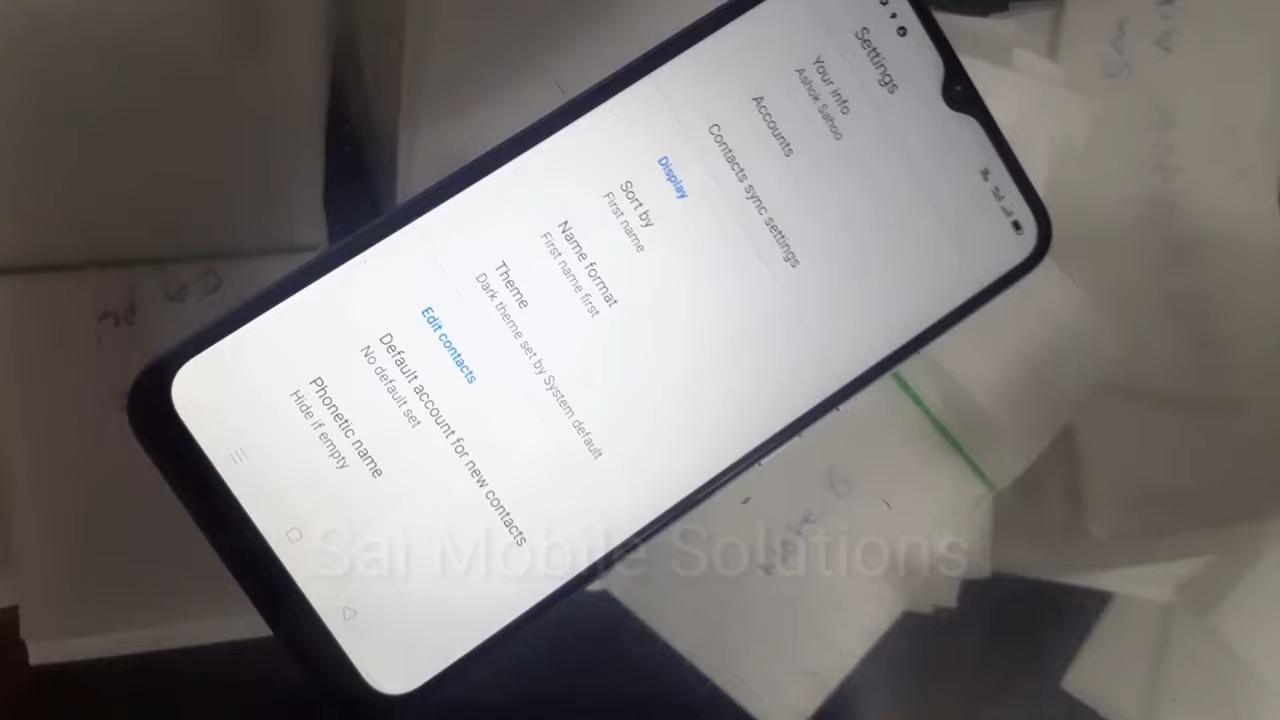 Settings
Your info
Ashok Sahoo
Accounts
Contacts sync settings
Display
Sort by
First name
Name format
First name first
Theme
Dark theme set by System default
Edit contacts
Default account for new contacts
No default set
Phonetic name
Hide if empty
Sai Mobile Solutions